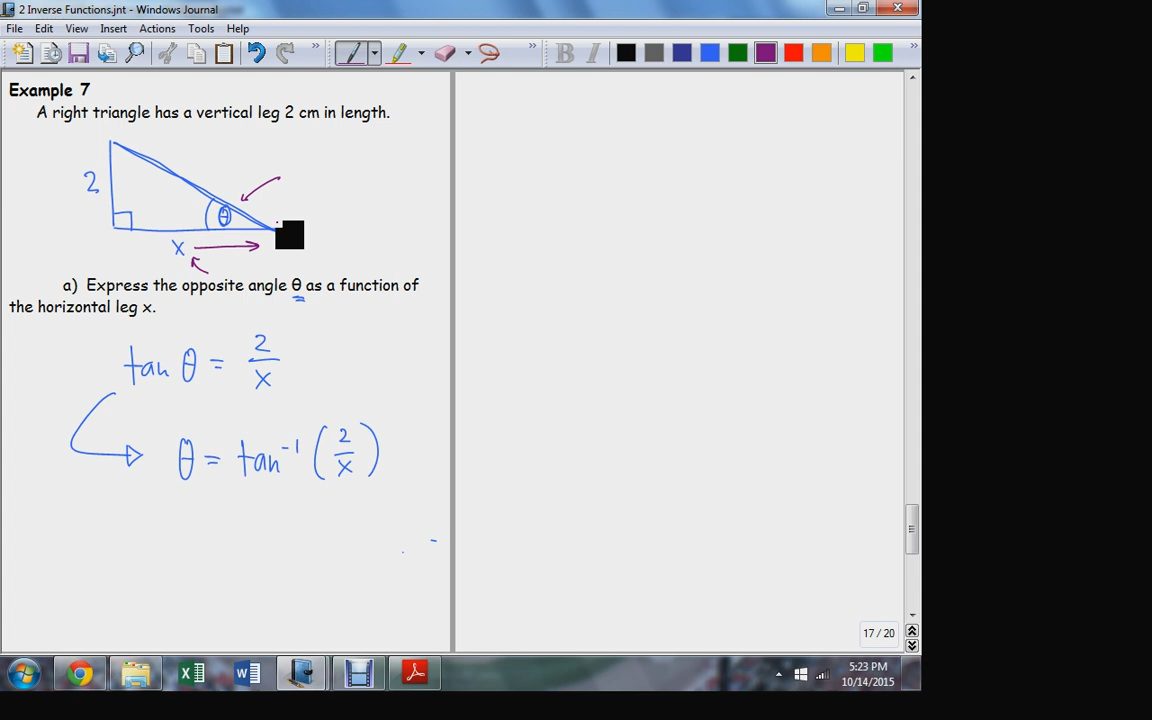 2 Inverse Functions.jnt - Windows Journal
File Edit View Insert Actions Tools Help
B I
Example 7
A right triangle has a vertical leg 2 cm in length.
2
θ
x
a) Express the opposite angle θ as a function of
the horizontal leg x.
tan θ = 2/x
θ = tan⁻¹ (2/x)
17 / 20
5:23 PM
10/14/2015